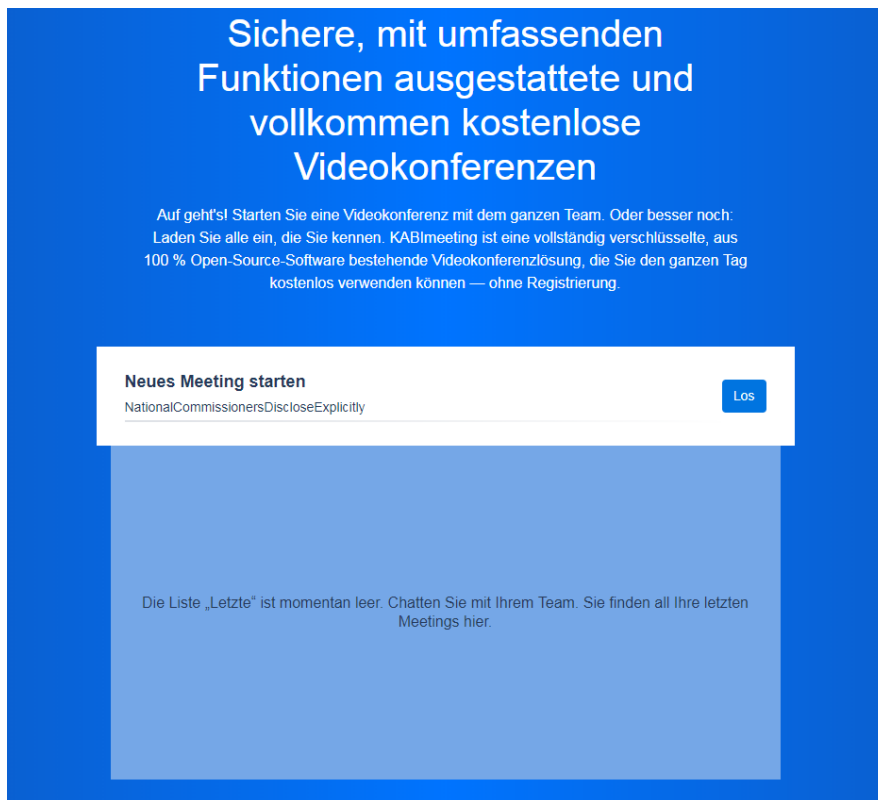 Sichere, mit umfassenden
Funktionen ausgestattete und
vollkommen kostenlose
Videokonferenzen
Auf geht's! Starten Sie eine Videokonferenz mit dem ganzen Team. Oder besser noch:
Laden Sie alle ein, die Sie kennen. KABImeeting ist eine vollständig verschlüsselte, aus
100 % Open-Source-Software bestehende Videokonferenzlösung, die Sie den ganzen Tag
kostenlos verwenden können — ohne Registrierung.
Neues Meeting starten
NationalCommissionersDiscloseExplicitly
Los
Die Liste „Letzte“ ist momentan leer. Chatten Sie mit Ihrem Team. Sie finden all Ihre letzten
Meetings hier.